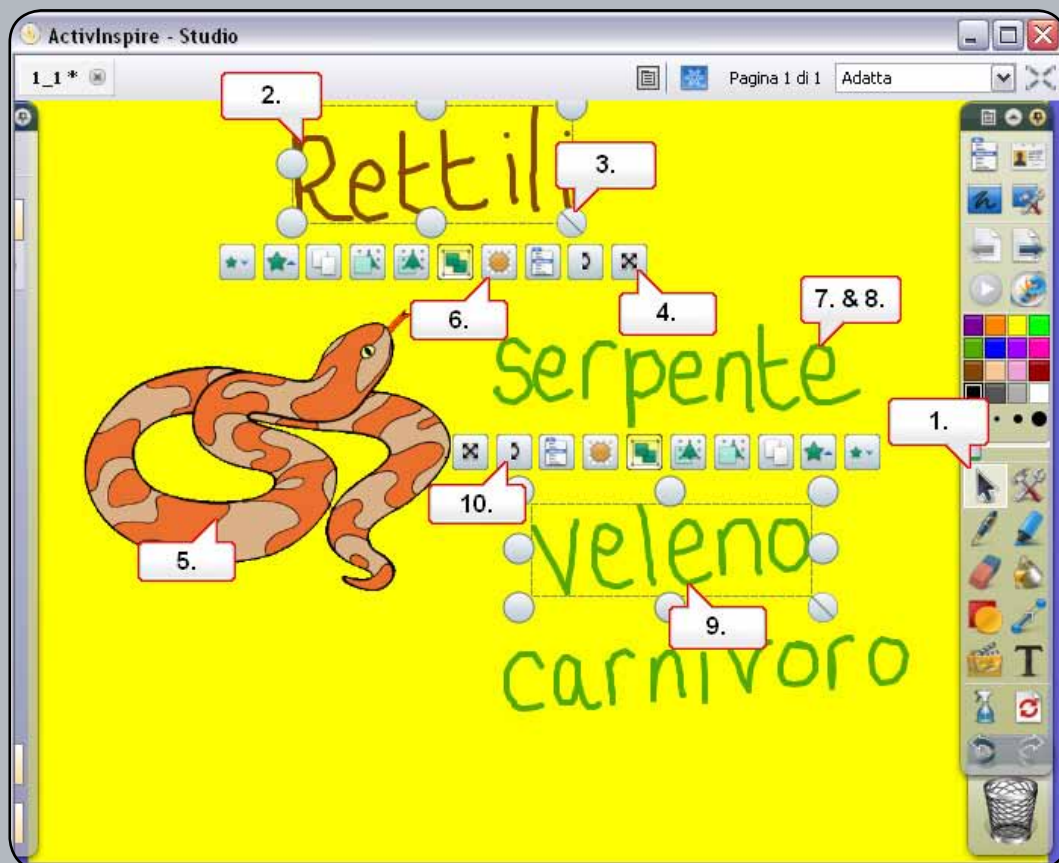 ActivInspire - Studio
1_1 *
Pagina 1 di 1 Adatta
2.
Rettili
3.
4.
6.
7. & 8.
serpente
1.
10.
5.
veleno
9.
carnivoro
T